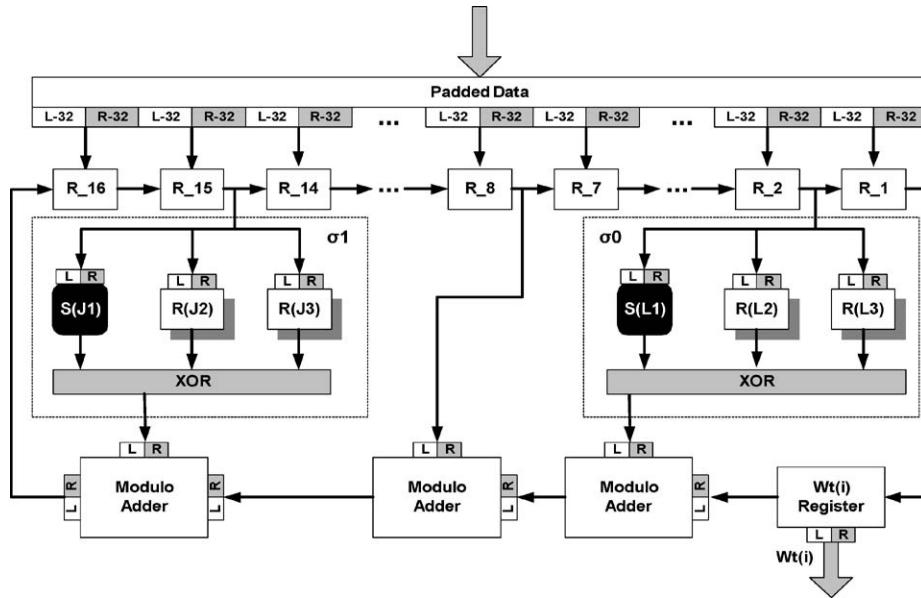 Padded Data
L-32 R-32 L-32 R-32 L-32 R-32 ... L-32 R-32 L-32 R-32 ... L-32 R-32 L-32 R-32
R_16 R_15 R_14 ... R_8 R_7 ... R_2 R_1
σ1 σ0
L R L R L R L R L R L R
S(J1) R(J2) R(J3) S(L1) R(L2) R(L3)
XOR XOR
L R L R L R
L R Modulo Adder L R Modulo Adder Modulo Adder L R Wt(i) Register
L R
Wt(i)